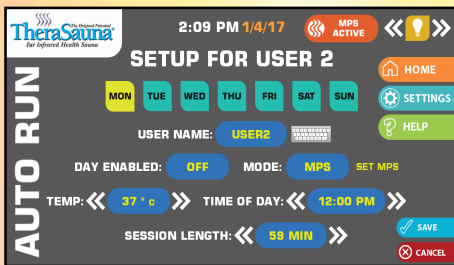 The Original Patented
TheraSauna®
Far Infrared Health Sauna
2:09 PM 1/4/17
MPS
ACTIVE
SETUP FOR USER 2
HOME
SETTINGS
HELP
AUTO RUN
MON TUE WED THU FRI SAT SUN
USER NAME: USER2
DAY ENABLED: OFF MODE: MPS SET MPS
TEMP: 37 ° c TIME OF DAY: 12:00 PM
SESSION LENGTH: 59 MIN
SAVE
CANCEL